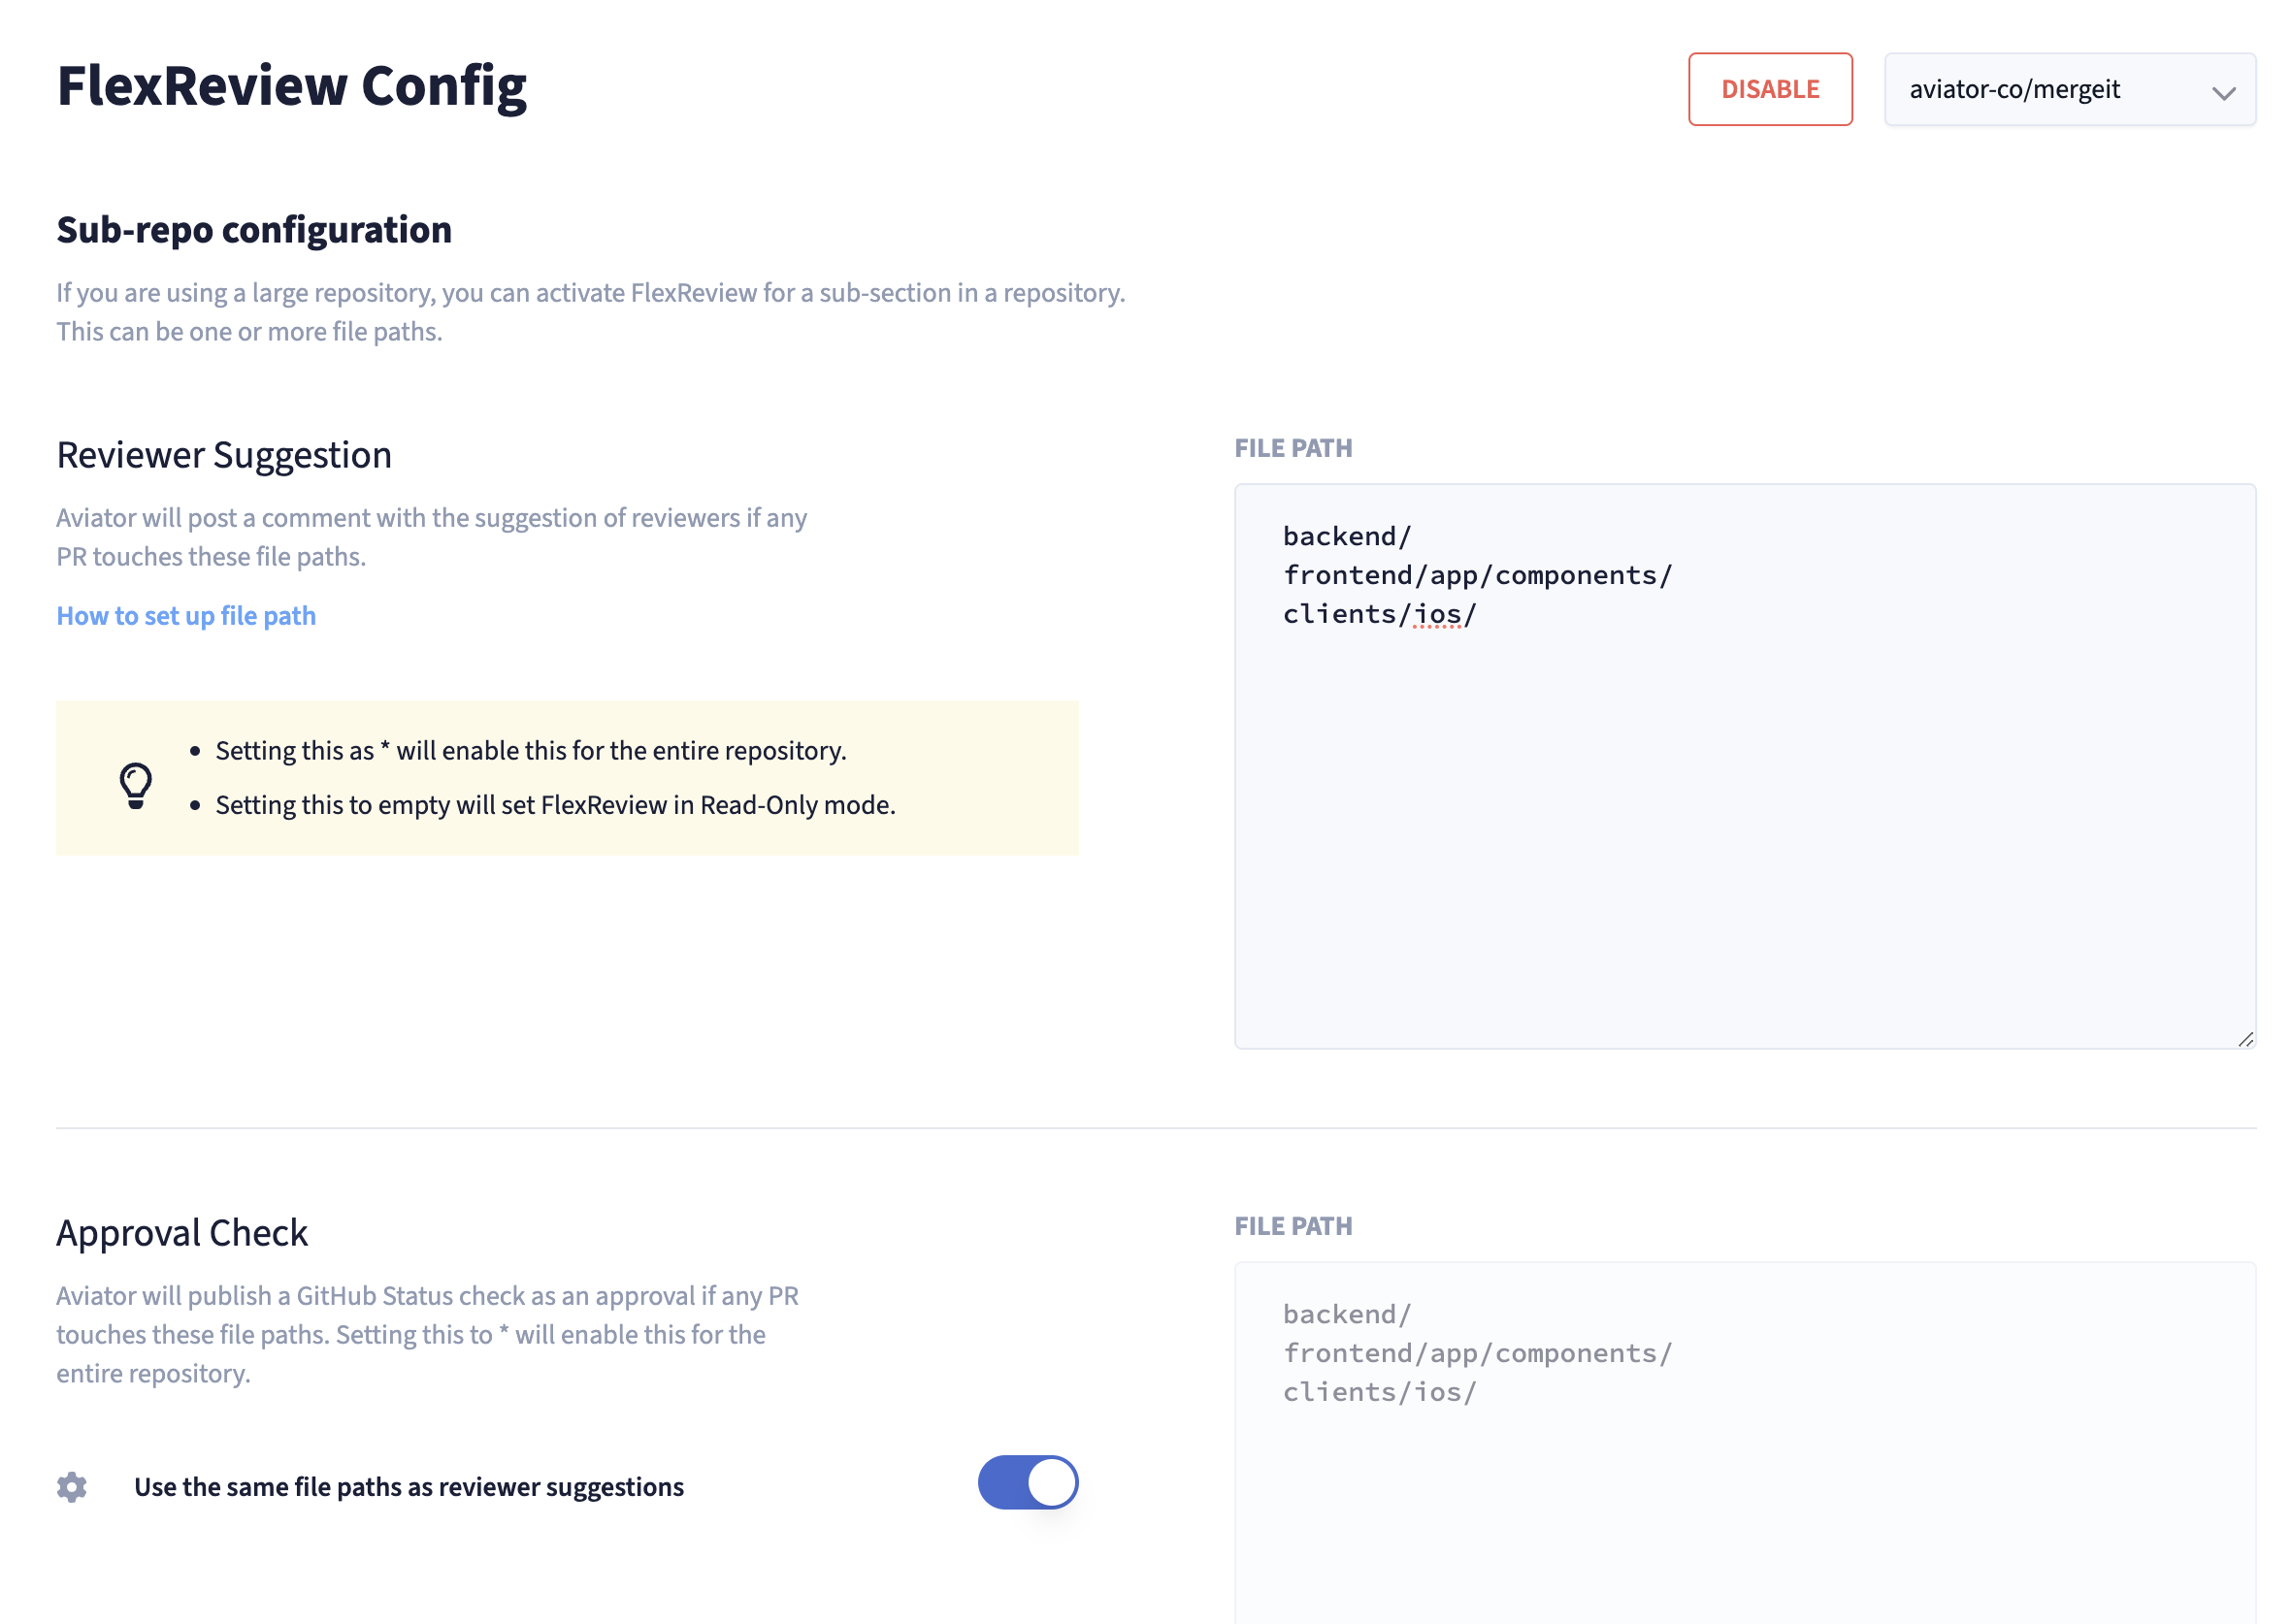 FlexReview Config
DISABLE
aviator-co/mergeit
Sub-repo configuration
If you are using a large repository, you can activate FlexReview for a sub-section in a repository.
This can be one or more file paths.
Reviewer Suggestion
Aviator will post a comment with the suggestion of reviewers if any
PR touches these file paths.
How to set up file path
• Setting this as * will enable this for the entire repository.
• Setting this to empty will set FlexReview in Read-Only mode.
FILE PATH
backend/
frontend/app/components/
clients/ios/
Approval Check
Aviator will publish a GitHub Status check as an approval if any PR
touches these file paths. Setting this to * will enable this for the
entire repository.
Use the same file paths as reviewer suggestions
FILE PATH
backend/
frontend/app/components/
clients/ios/